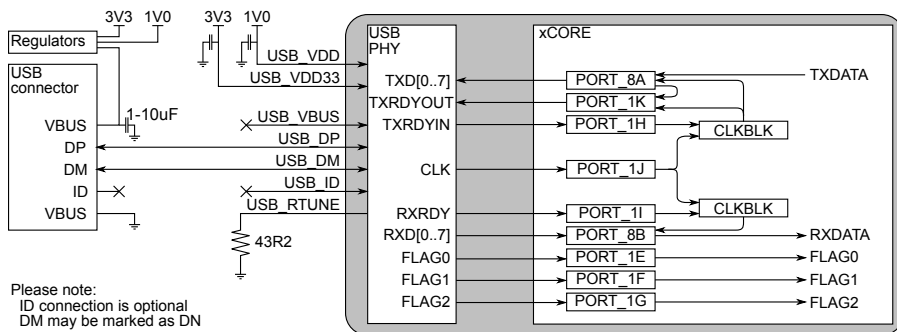 3V3 1V0
Regulators
USB
connector
1-10uF
VBUS
DP
DM
ID
VBUS
3V3 1V0
USB_VDD
USB_VDD33
USB_VBUS
USB_DP
USB_DM
USB_ID
USB_RTUNE
43R2
USB
PHY
TXD[0..7]
TXRDYOUT
TXRDYIN
CLK
RXRDY
RXD[0..7]
FLAG0
FLAG1
FLAG2
xCORE
PORT_8A
PORT_1K
PORT_1H
PORT_1J
PORT_1I
PORT_8B
PORT_1E
PORT_1F
PORT_1G
CLKBLK
CLKBLK
TXDATA
RXDATA
FLAG0
FLAG1
FLAG2
Please note:
ID connection is optional
DM may be marked as DN